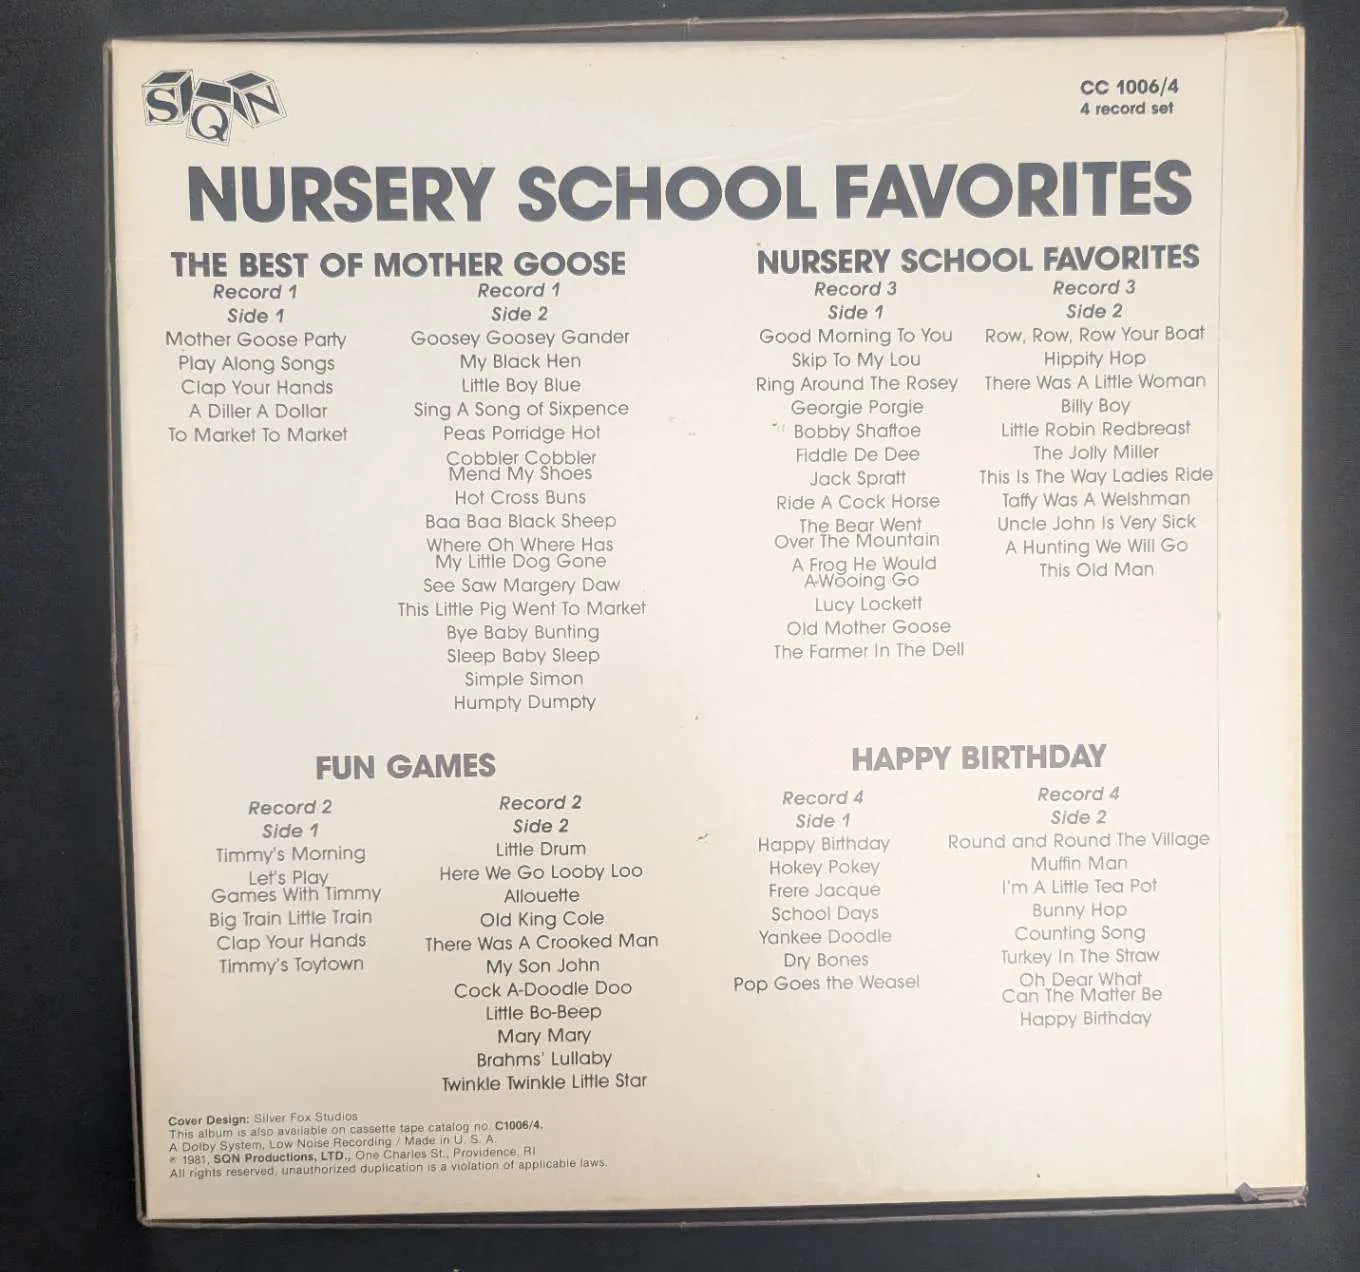 SQN
CC 1006/4
4 record set
NURSERY SCHOOL FAVORITES
THE BEST OF MOTHER GOOSE
Record 1
Side 1
Mother Goose Party
Play Along Songs
Clap Your Hands
A Diller A Dollar
To Market To Market
Record 1
Side 2
Goosey Goosey Gander
My Black Hen
Little Boy Blue
Sing A Song of Sixpence
Peas Porridge Hot
Cobbler Cobbler
Mend My Shoes
Hot Cross Buns
Baa Baa Black Sheep
Where Oh Where Has
My Little Dog Gone
See Saw Margery Daw
This Little Pig Went To Market
Bye Baby Bunting
Sleep Baby Sleep
Simple Simon
Humpty Dumpty
NURSERY SCHOOL FAVORITES
Record 3
Side 1
Good Morning To You
Skip To My Lou
Ring Around The Rosey
Georgie Porgie
Bobby Shaftoe
Fiddle De Dee
Jack Spratt
Ride A Cock Horse
The Bear Went
Over The Mountain
A Frog He Would
A-Wooing Go
Lucy Lockett
Old Mother Goose
The Farmer In The Dell
Record 3
Side 2
Row, Row, Row Your Boat
Hippity Hop
There Was A Little Woman
Billy Boy
Little Robin Redbreast
The Jolly Miller
This Is The Way Ladies Ride
Taffy Was A Welshman
Uncle John Is Very Sick
A Hunting We Will Go
This Old Man
FUN GAMES
Record 2
Side 1
Timmy's Morning
Let's Play
Games With Timmy
Big Train Little Train
Clap Your Hands
Timmy's Toytown
Record 2
Side 2
Little Drum
Here We Go Looby Loo
Allouette
Old King Cole
There Was A Crooked Man
My Son John
Cock A-Doodle Doo
Little Bo-Beep
Mary Mary
Brahms' Lullaby
Twinkle Twinkle Little Star
HAPPY BIRTHDAY
Record 4
Side 1
Happy Birthday
Hokey Pokey
Frere Jacque
School Days
Yankee Doodle
Dry Bones
Pop Goes the Weasel
Record 4
Side 2
Round and Round The Village
Muffin Man
I'm A Little Tea Pot
Bunny Hop
Counting Song
Turkey In The Straw
Oh Dear What
Can The Matter Be
Happy Birthday
Cover Design: Silver Fox Studios
This album is also available on cassette tape catalog no. C1006/4.
A Dolby System, Low Noise Recording / Made in U. S. A.
℗ 1981, SQN Productions, LTD., One Charles St., Providence, RI
All rights reserved, unauthorized duplication is a violation of applicable laws.